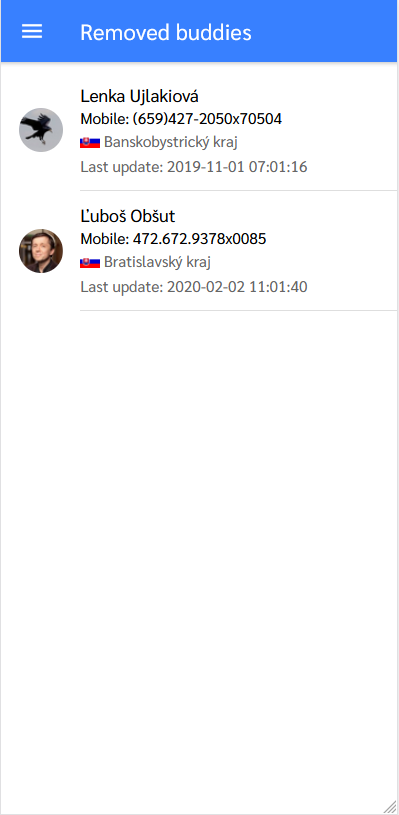 Removed buddies
Lenka Ujlakiová
Mobile: (659)427-2050x70504
Banskobystrický kraj
Last update: 2019-11-01 07:01:16
Ľuboš Obšut
Mobile: 472.672.9378x0085
Bratislavský kraj
Last update: 2020-02-02 11:01:40